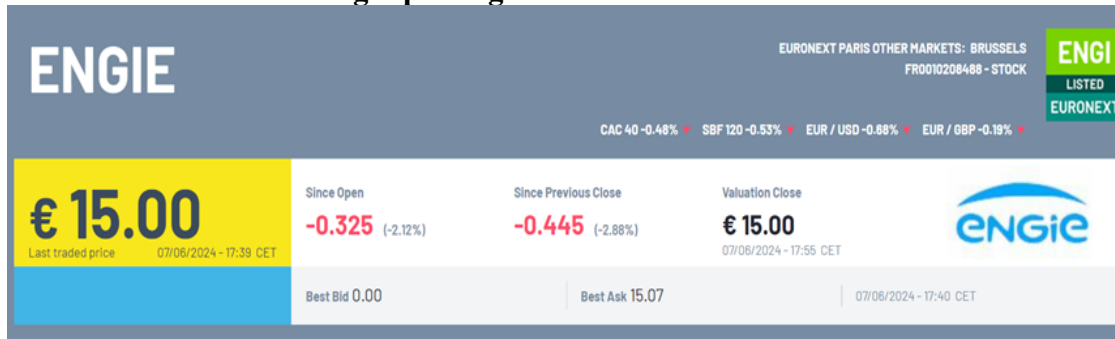 ENGIE
EURONEXT PARIS OTHER MARKETS: BRUSSELS
FR0010208488 - STOCK
ENGI
LISTED
EURONEXT
CAC 40 -0.48% SBF 120 -0.53% EUR / USD -0.68% EUR / GBP -0.19%
€ 15.00
Last traded price 07/06/2024 - 17:39 CET
Since Open
-0.325 (-2.12%)
Since Previous Close
-0.445 (-2.88%)
Valuation Close
€ 15.00
07/06/2024 - 17:55 CET
engie
Best Bid 0.00
Best Ask 15.07
07/06/2024 - 17:40 CET